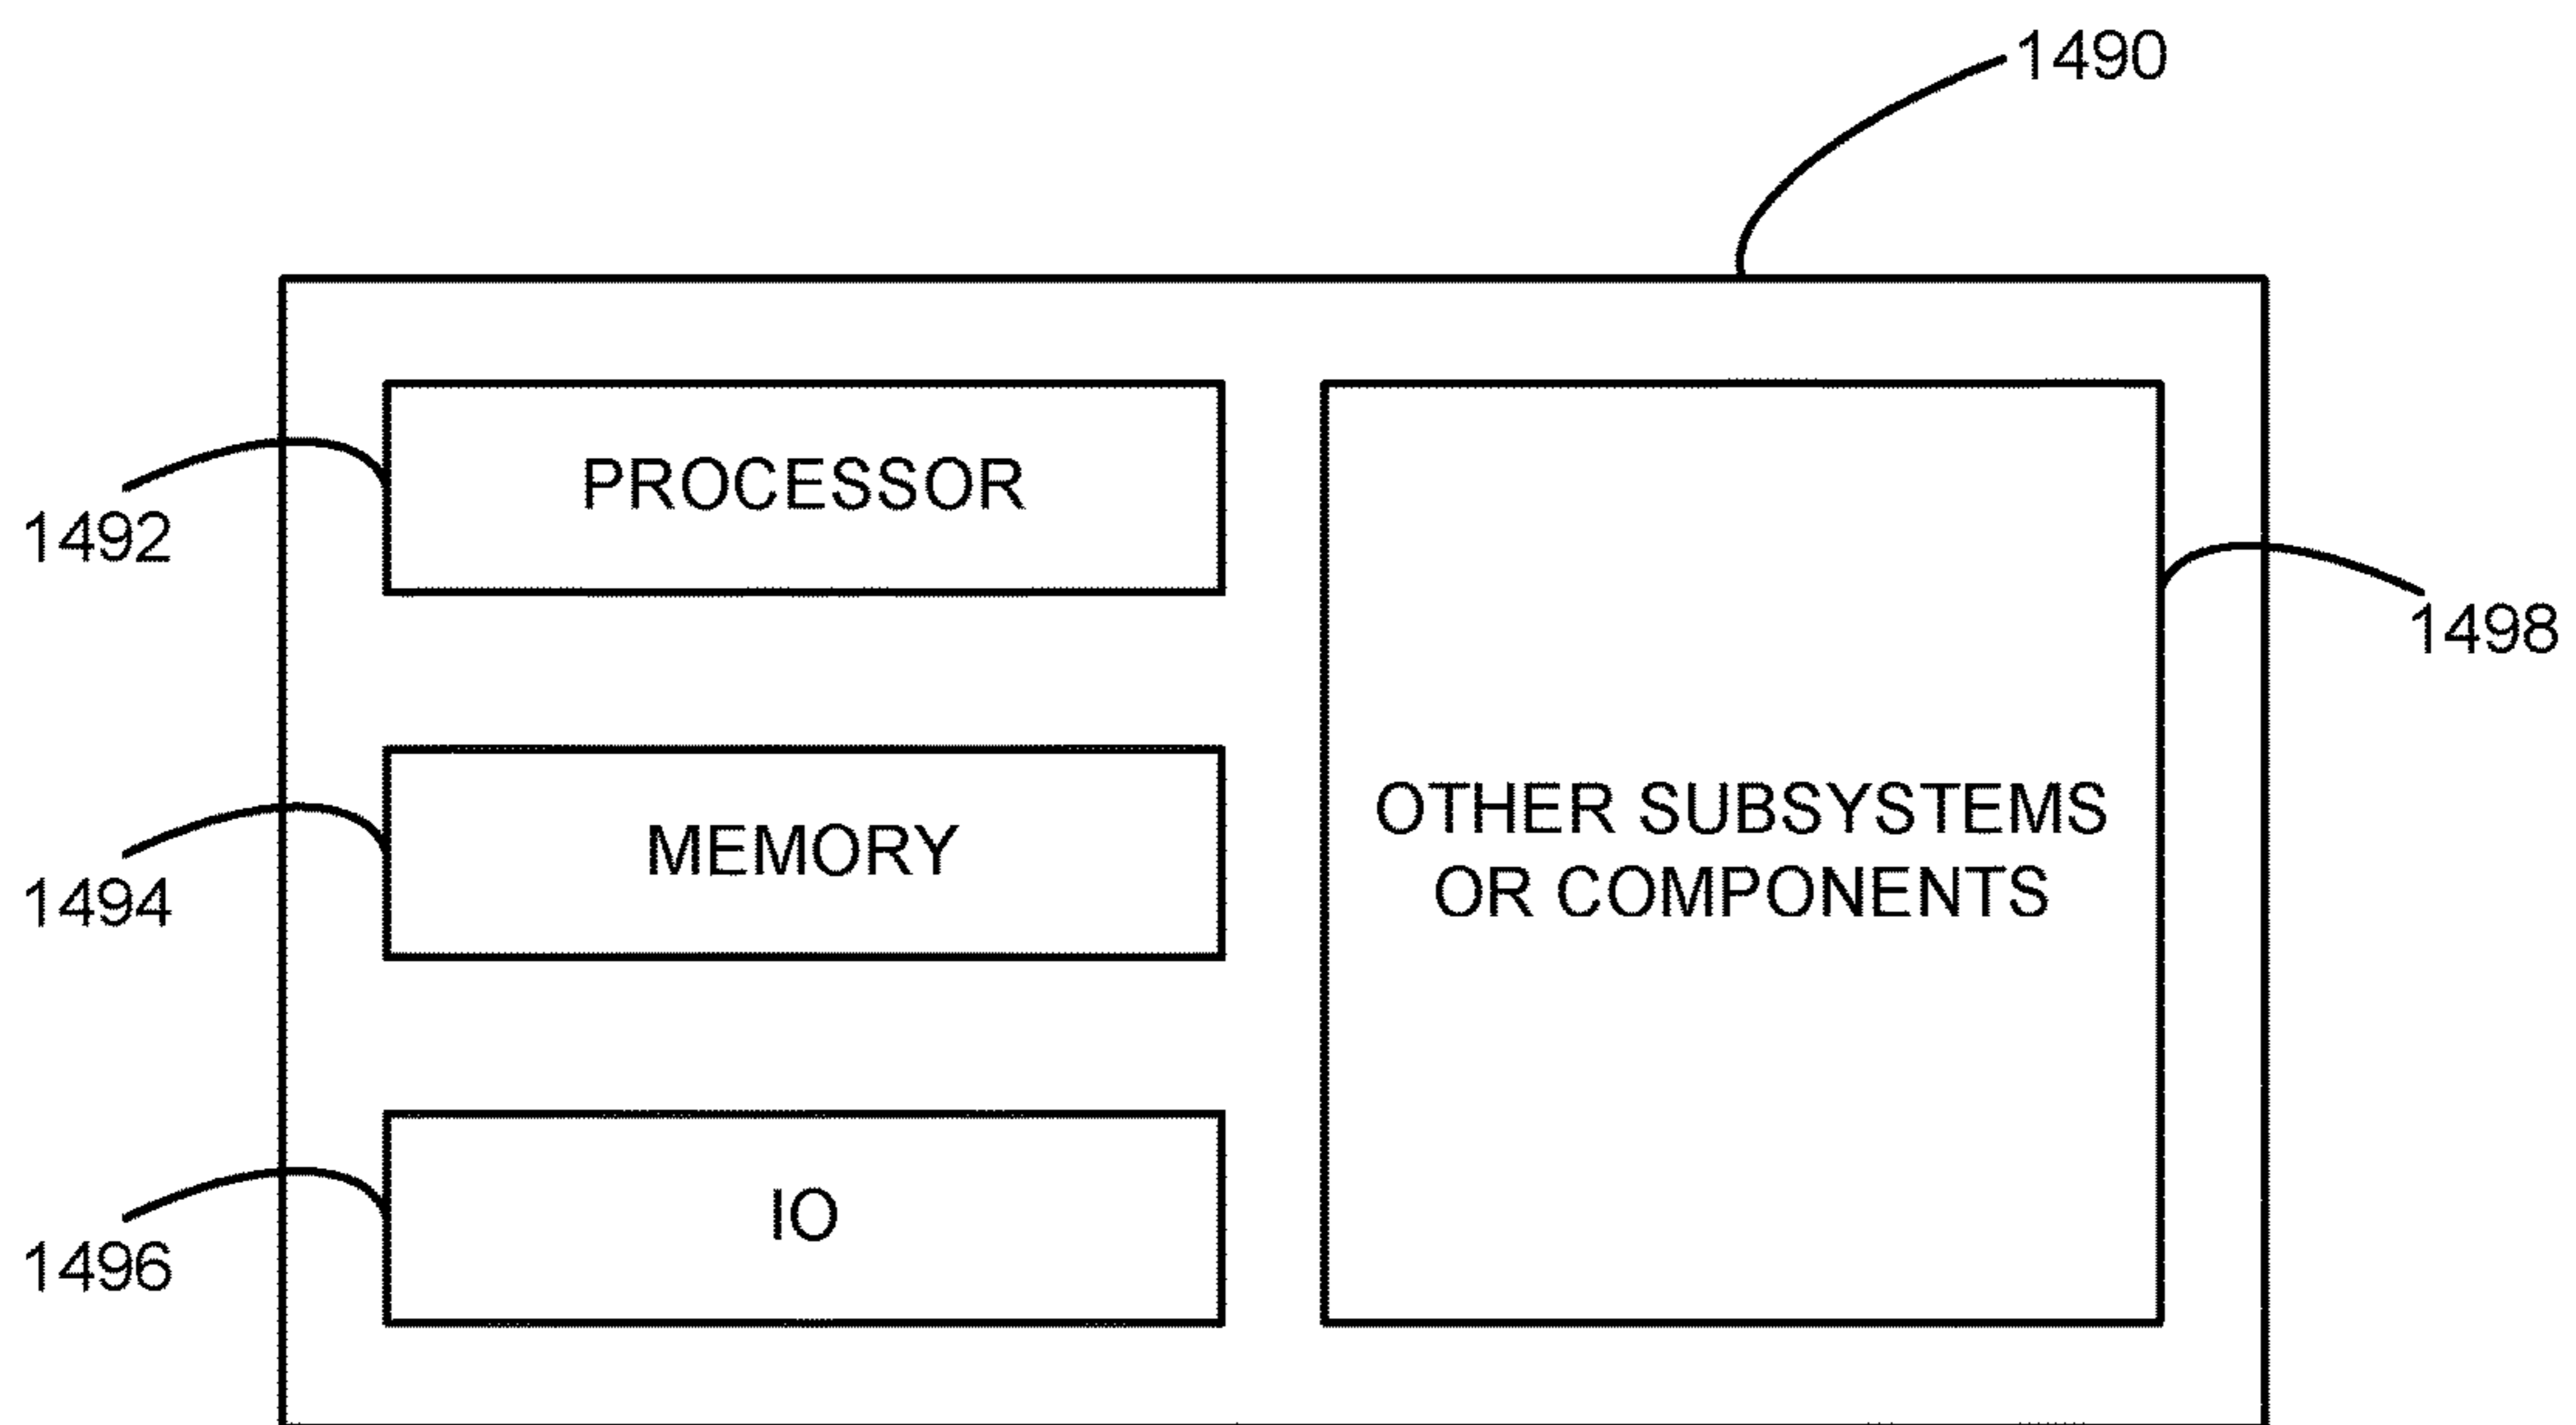 1490
PROCESSOR
1492
1498
OTHER SUBSYSTEMS
OR COMPONENTS
MEMORY
1494
IO
1496